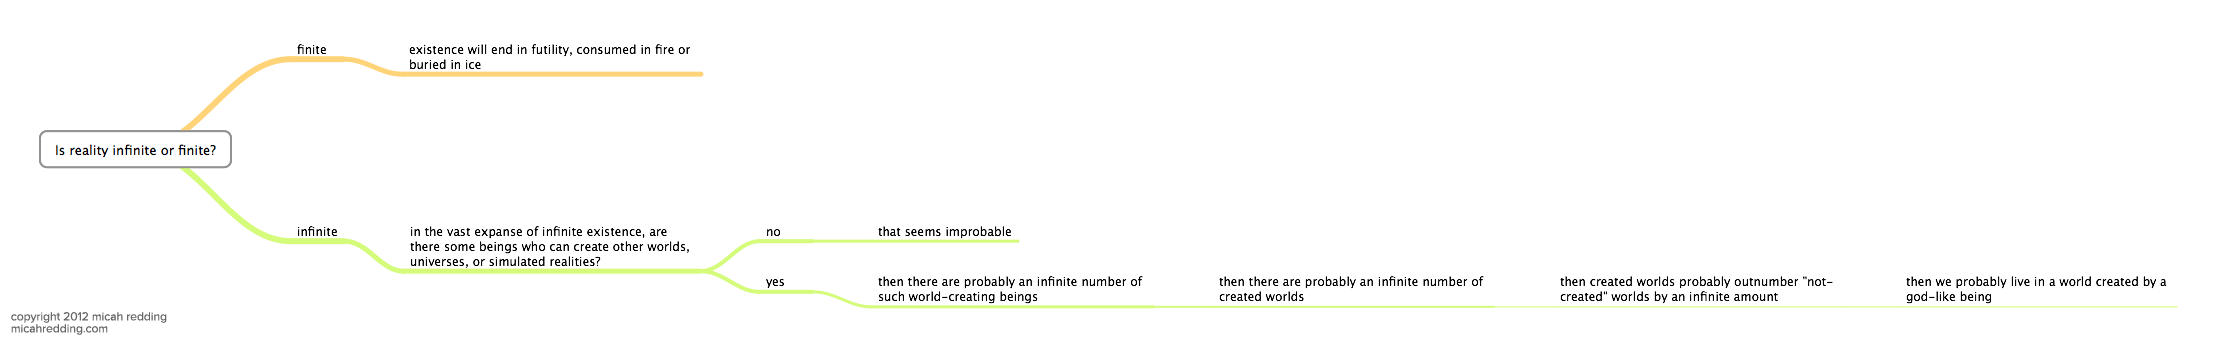 finite
existence will end in futility, consumed in fire or
buried in ice
Is reality infinite or finite?
infinite
in the vast expanse of infinite existence, are
there some beings who can create other worlds,
universes, or simulated realities?
no
that seems improbable
yes
then there are probably an infinite number of
such world-creating beings
then there are probably an infinite number of
created worlds
then created worlds probably outnumber "not-
created" worlds by an infinite amount
then we probably live in a world created by a
god-like being
copyright 2012 micah redding
micahredding.com